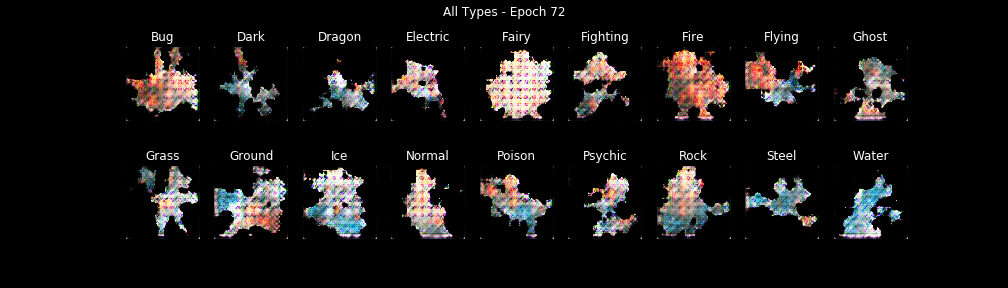 All Types - Epoch 72
Bug Dark Dragon Electric Fairy Fighting Fire Flying Ghost
Grass Ground Ice Normal Poison Psychic Rock Steel Water